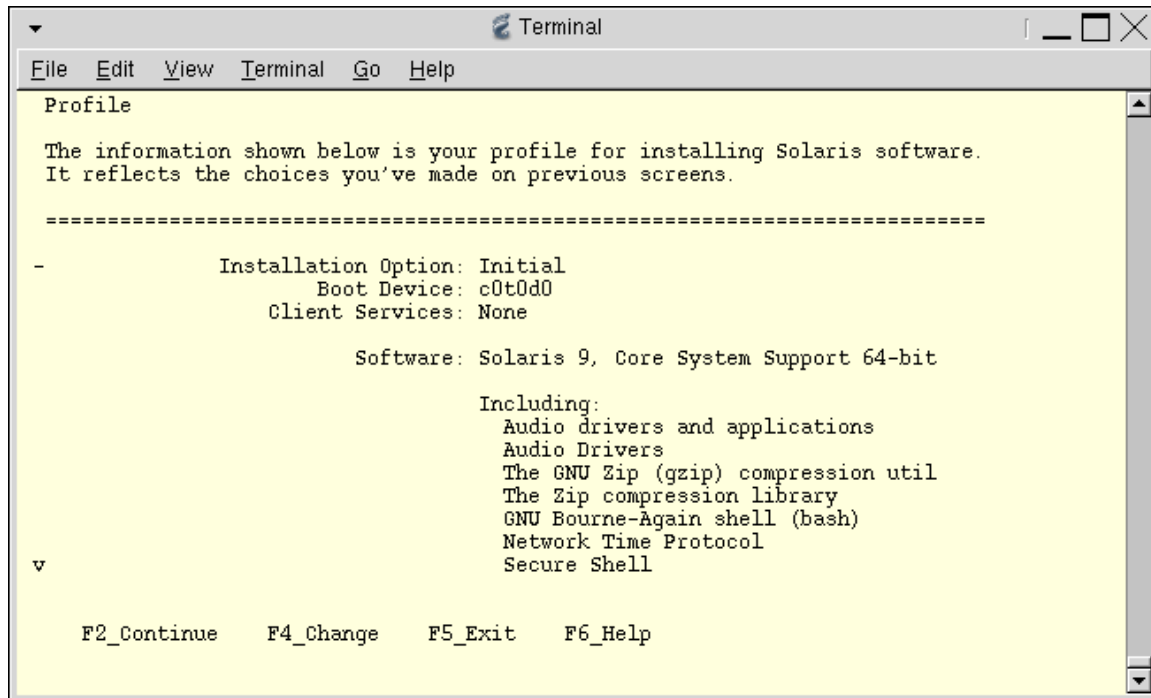 Terminal
File Edit View Terminal Go Help
Profile
The information shown below is your profile for installing Solaris software.
It reflects the choices you've made on previous screens.
============================================================================
- Installation Option: Initial
Boot Device: c0t0d0
Client Services: None
Software: Solaris 9, Core System Support 64-bit
Including:
Audio drivers and applications
Audio Drivers
The GNU Zip (gzip) compression util
The Zip compression library
GNU Bourne-Again shell (bash)
Network Time Protocol
v Secure Shell
F2_Continue F4_Change F5_Exit F6_Help